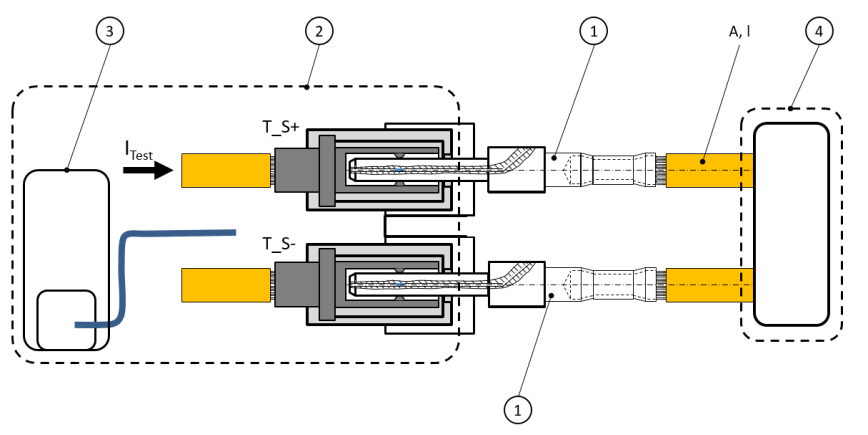 3
2
1
A, l
4
T_S+
I_Test
T_S-
1